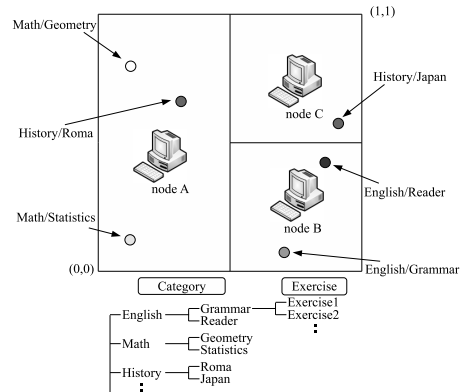 (1,1)
Math/Geometry
History/Japan
History/Roma
node C
node A
English/Reader
Math/Statistics
node B
English/Grammar
(0,0)
Category Exercise
English Grammar Exercise1
Reader Exercise2
Math Geometry
Statistics
History Roma
Japan